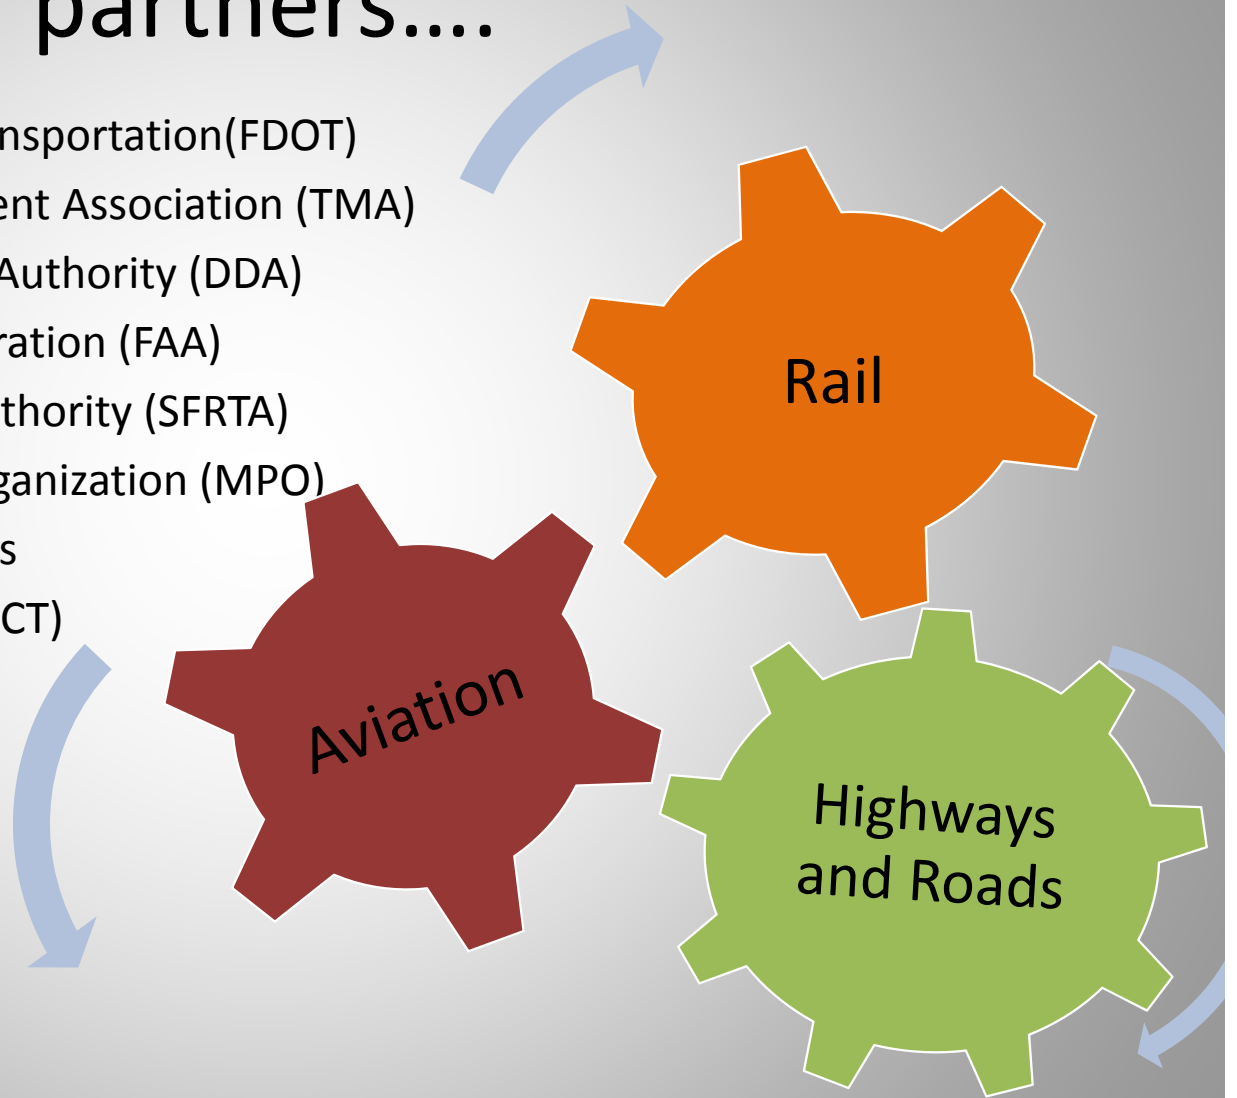 partners….
nsportation(FDOT)
ent Association (TMA)
Authority (DDA)
ration (FAA)
thority (SFRTA)
ganization (MPO)
s
CT)
Rail
Aviation
Highways
and Roads